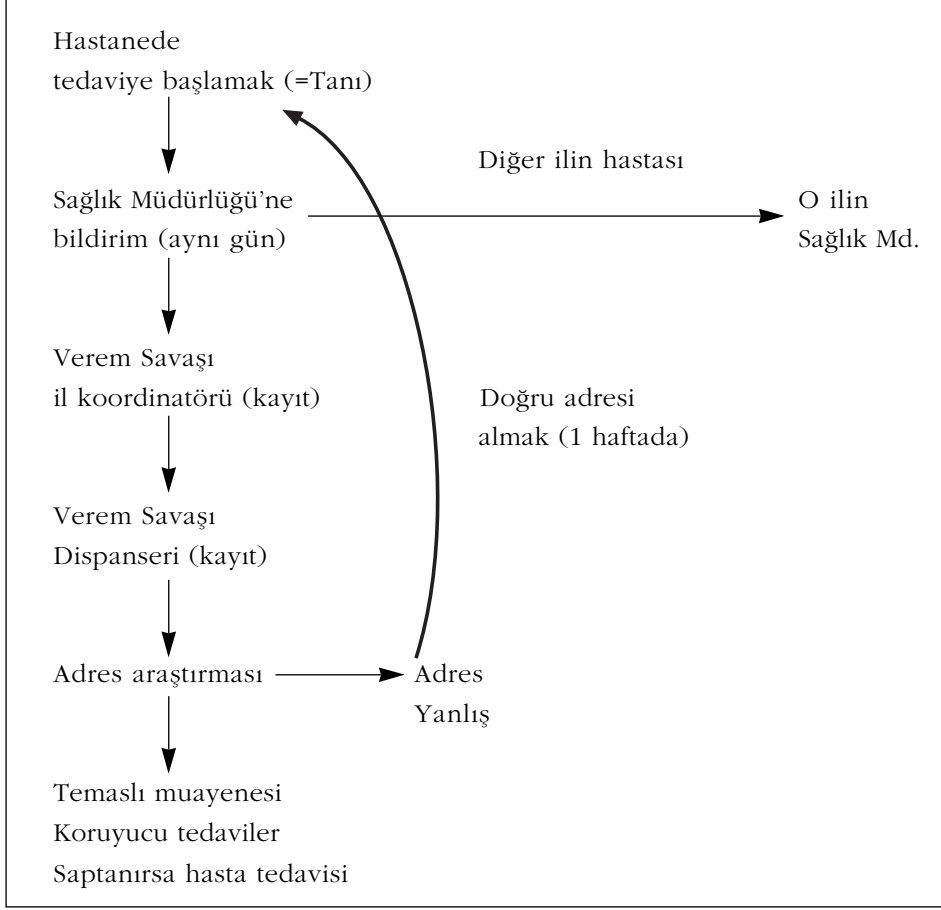 Hastanede
tedaviye başlamak (=Tanı)
Diğer ilin hastası
Sağlık Müdürlüğü’ne
bildirim (aynı gün)
O ilin
Sağlık Md.
Verem Savaşı
il koordinatörü (kayıt)
Doğru adresi
almak (1 haftada)
Verem Savaşı
Dispanseri (kayıt)
Adres araştırması
Adres
Yanlış
Temaslı muayenesi
Koruyucu tedaviler
Saptanırsa hasta tedavisi